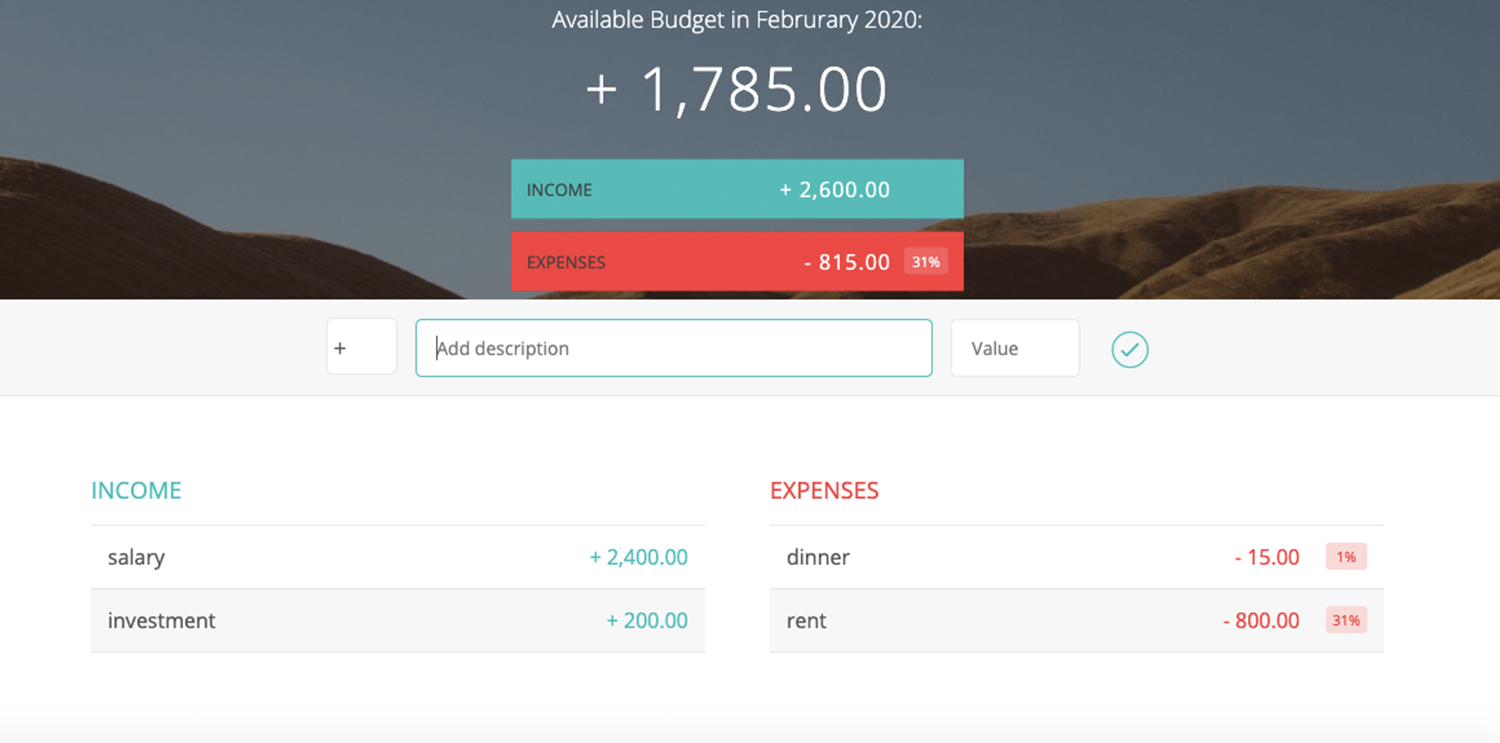 Available Budget in Februrary 2020:
+ 1,785.00
INCOME + 2,600.00
EXPENSES - 815.00 31%
+ Add description Value
INCOME
salary + 2,400.00
investment + 200.00
EXPENSES
dinner - 15.00 1%
rent - 800.00 31%